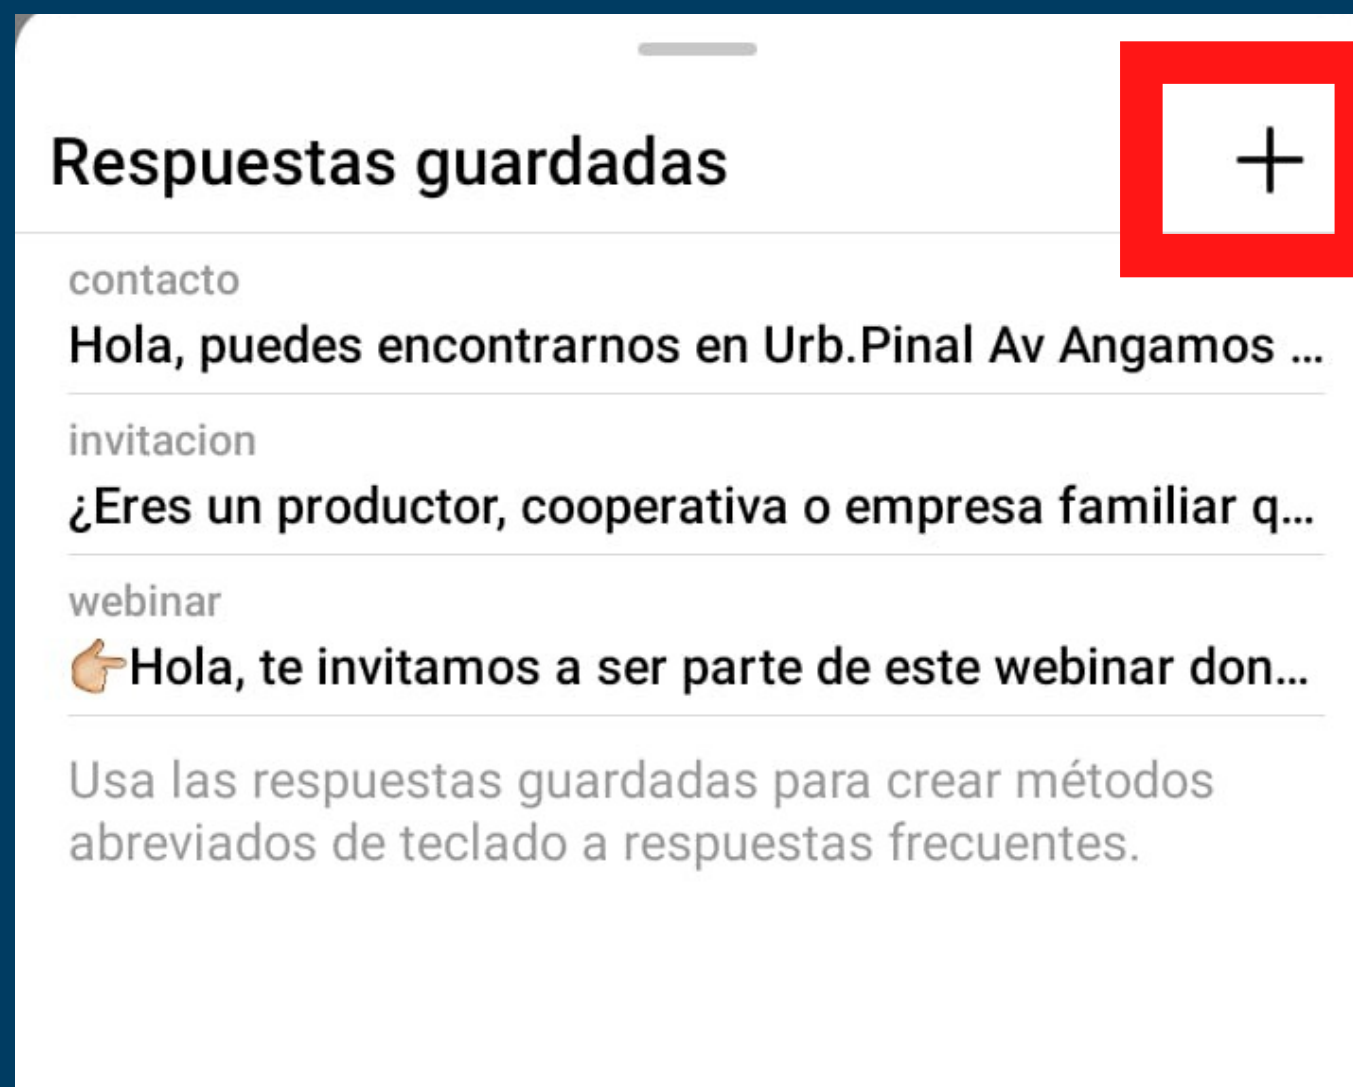 Respuestas guardadas
contacto
Hola, puedes encontrarnos en Urb.Pinal Av Angamos ...
invitacion
¿Eres un productor, cooperativa o empresa familiar q...
webinar
👉🏼Hola, te invitamos a ser parte de este webinar don...
Usa las respuestas guardadas para crear métodos
abreviados de teclado a respuestas frecuentes.